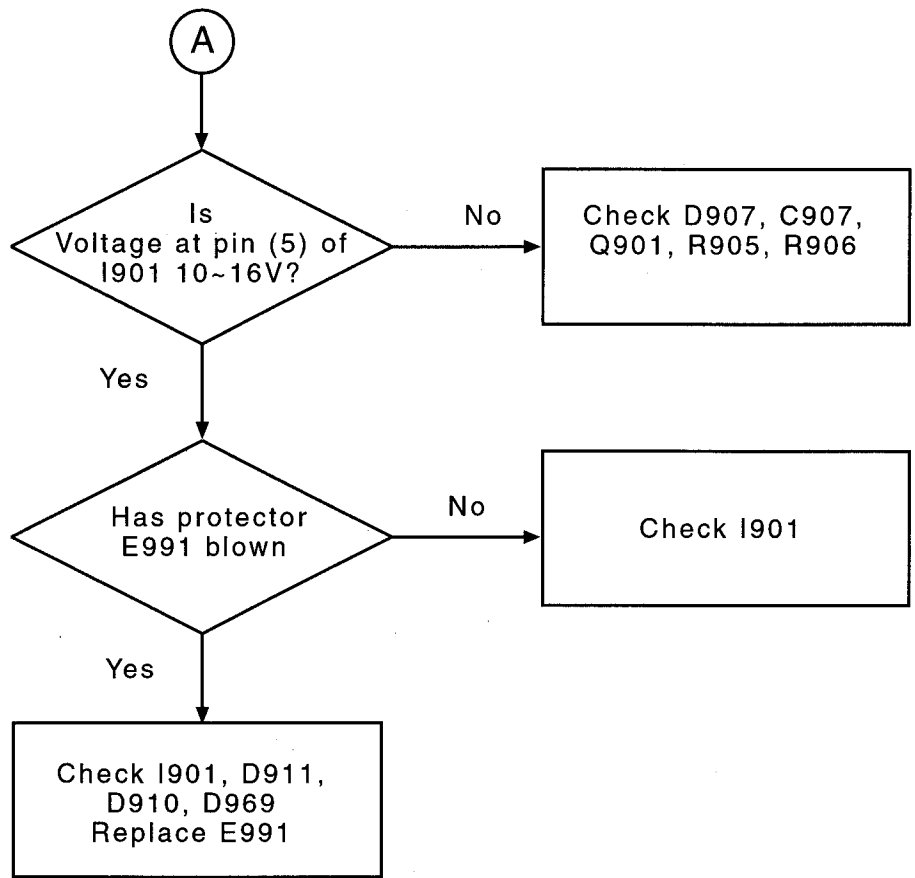 A
Is
Voltage at pin (5) of
I901 10~16V?
No
Check D907, C907,
Q901, R905, R906
Yes
Has protector
E991 blown
No
Check I901
Yes
Check I901, D911,
D910, D969
Replace E991